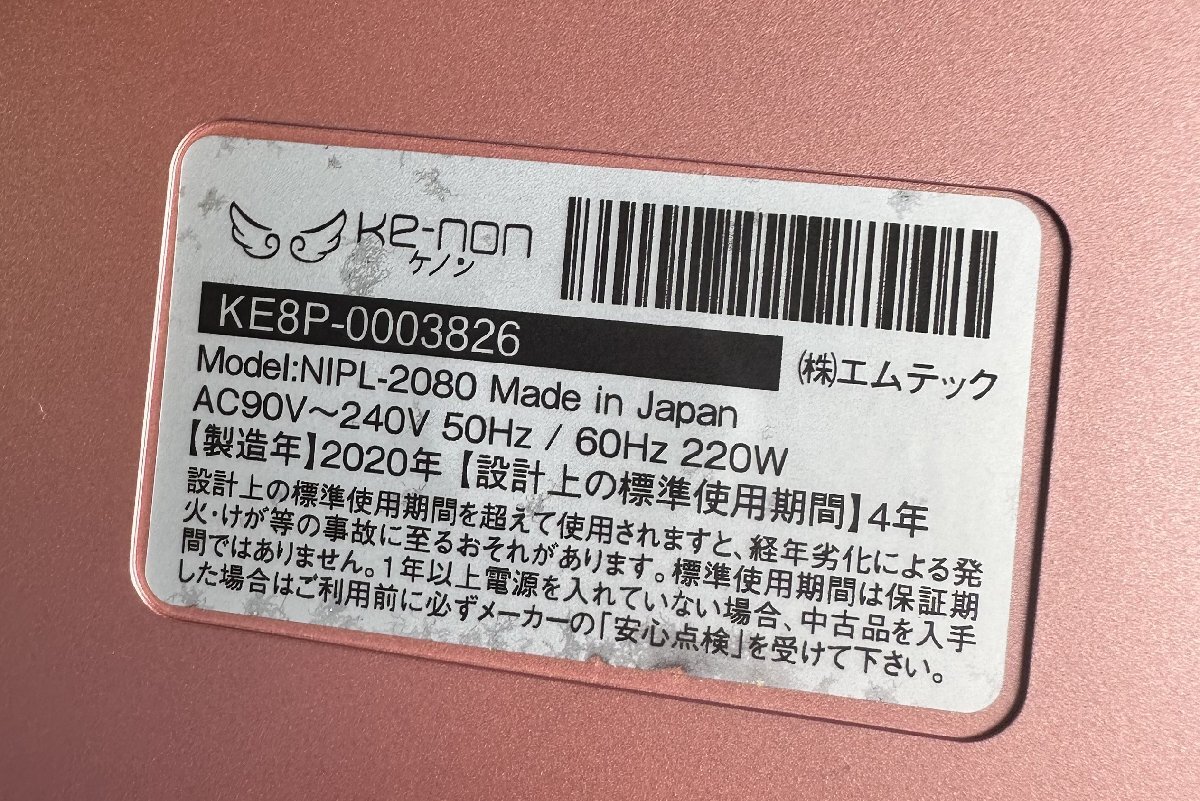 Ke-non
ケノン
KE8P-0003826
㈱エムテック
Model:NIPL-2080 Made in Japan
AC90V～240V 50Hz / 60Hz 220W
【製造年】2020年【設計上の標準使用期間】4年
設計上の標準使用期間を超えて使用されますと、経年劣化による発
火・けが等の事故に至るおそれがあります。標準使用期間は保証期
間ではありません。1年以上電源を入れていない場合、中古品を入手
した場合はご利用前に必ずメーカーの「安心点検」を受けて下さい。